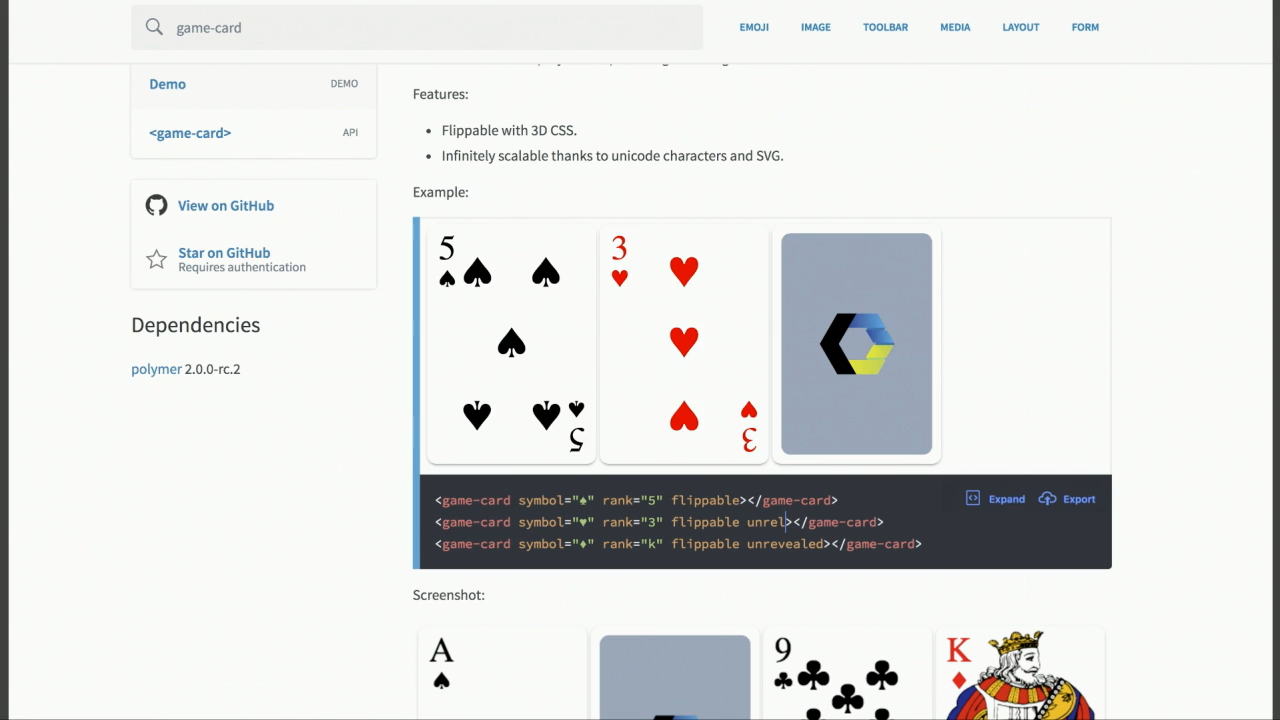 game-card
EMOJI IMAGE TOOLBAR MEDIA LAYOUT FORM
Demo DEMO
<game-card> API
View on GitHub
Star on GitHub
Requires authentication
Dependencies
polymer 2.0.0-rc.2
Features:
• Flippable with 3D CSS.
• Infinitely scalable thanks to unicode characters and SVG.
Example:
5♠ ♠ ♠ ♠ ♠ ♠ ♠ 5
3♥ ♥ ♥ ♥ ♥ 3
<game-card symbol="♠" rank="5" flippable></game-card>
<game-card symbol="♥" rank="3" flippable unrel></game-card>
<game-card symbol="♦" rank="k" flippable unrevealed></game-card>
Expand Export
Screenshot:
A♠
9♣
K♦